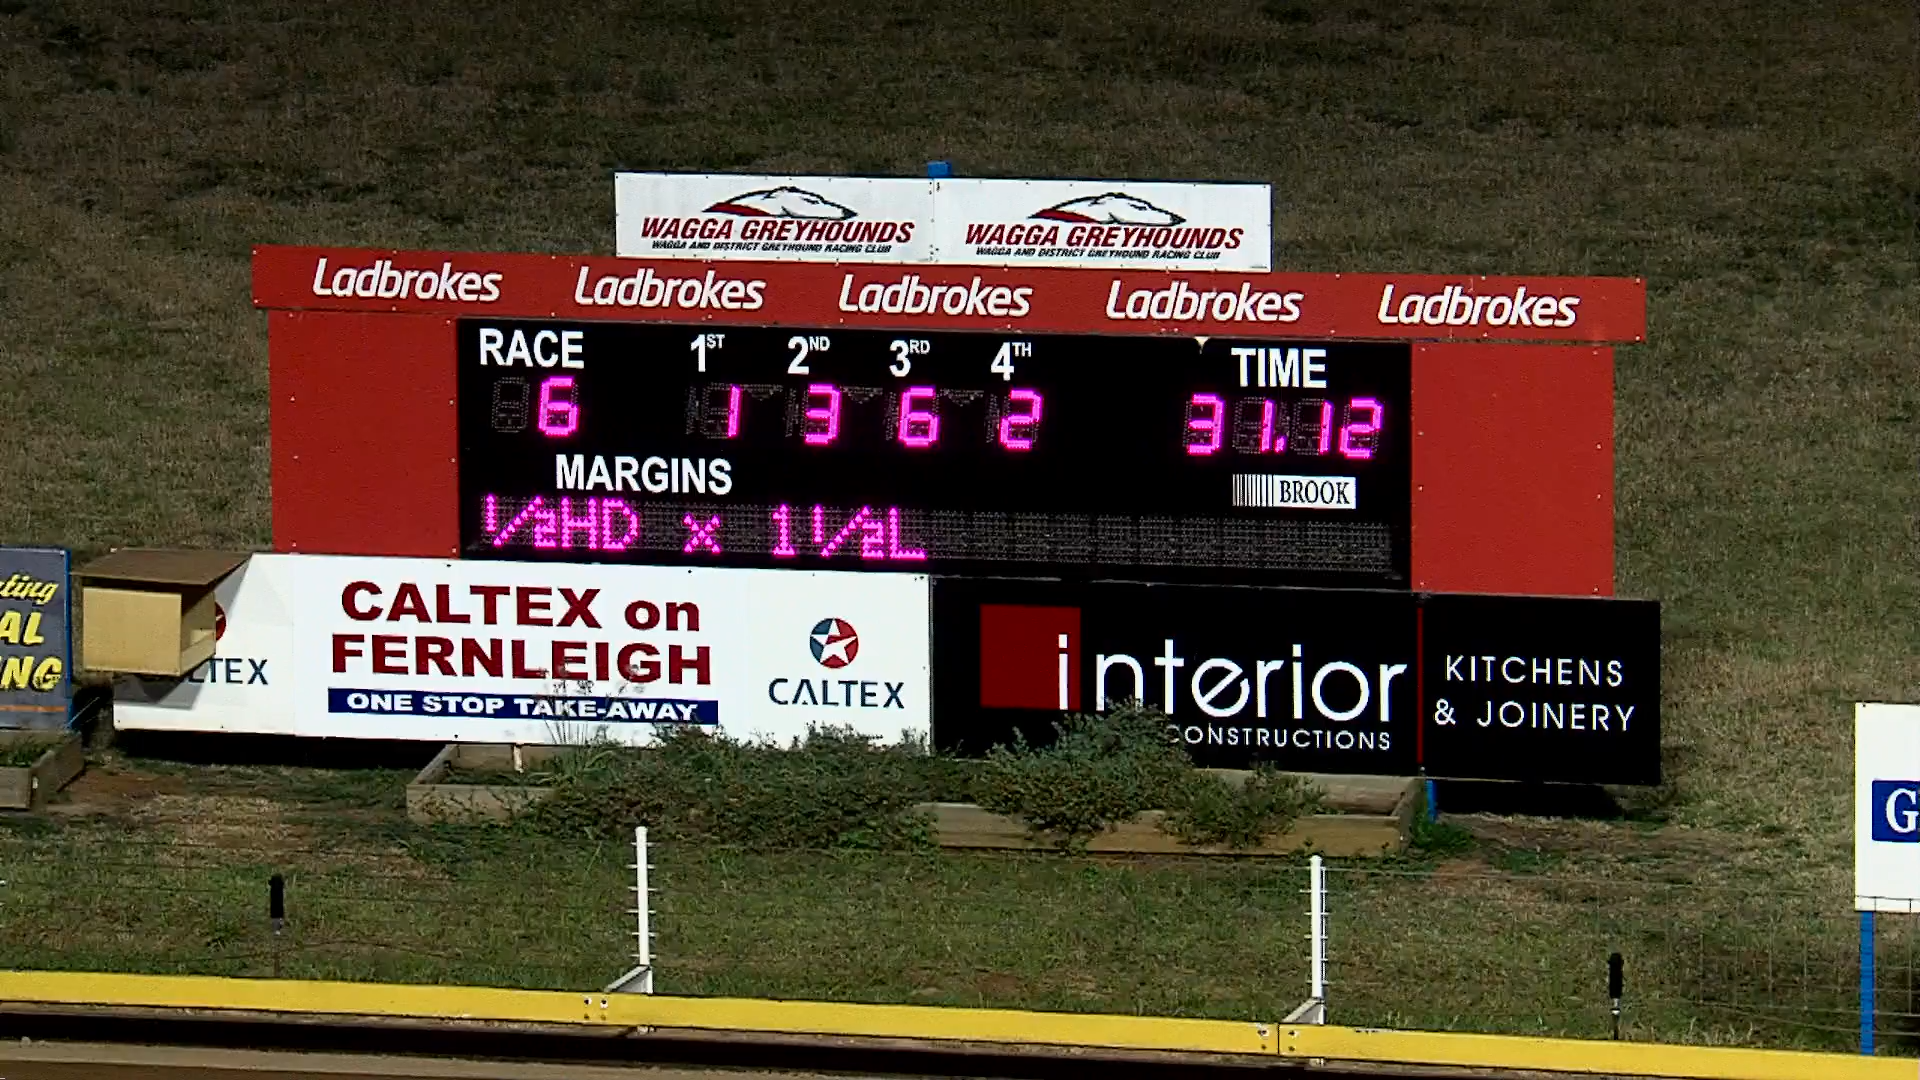 WAGGA GREYHOUNDS
WAGGA AND DISTRICT GREYHOUND RACING CLUB
WAGGA GREYHOUNDS
WAGGA AND DISTRICT GREYHOUND RACING CLUB
Ladbrokes Ladbrokes Ladbrokes Ladbrokes Ladbrokes
RACE 1ST 2ND 3RD 4TH TIME
6 1 3 6 2 31.12
MARGINS
BROOK
½HD x 1½L
CALTEX on
FERNLEIGH
ONE STOP TAKE-AWAY
CALTEX
interior
CONSTRUCTIONS
KITCHENS
& JOINERY